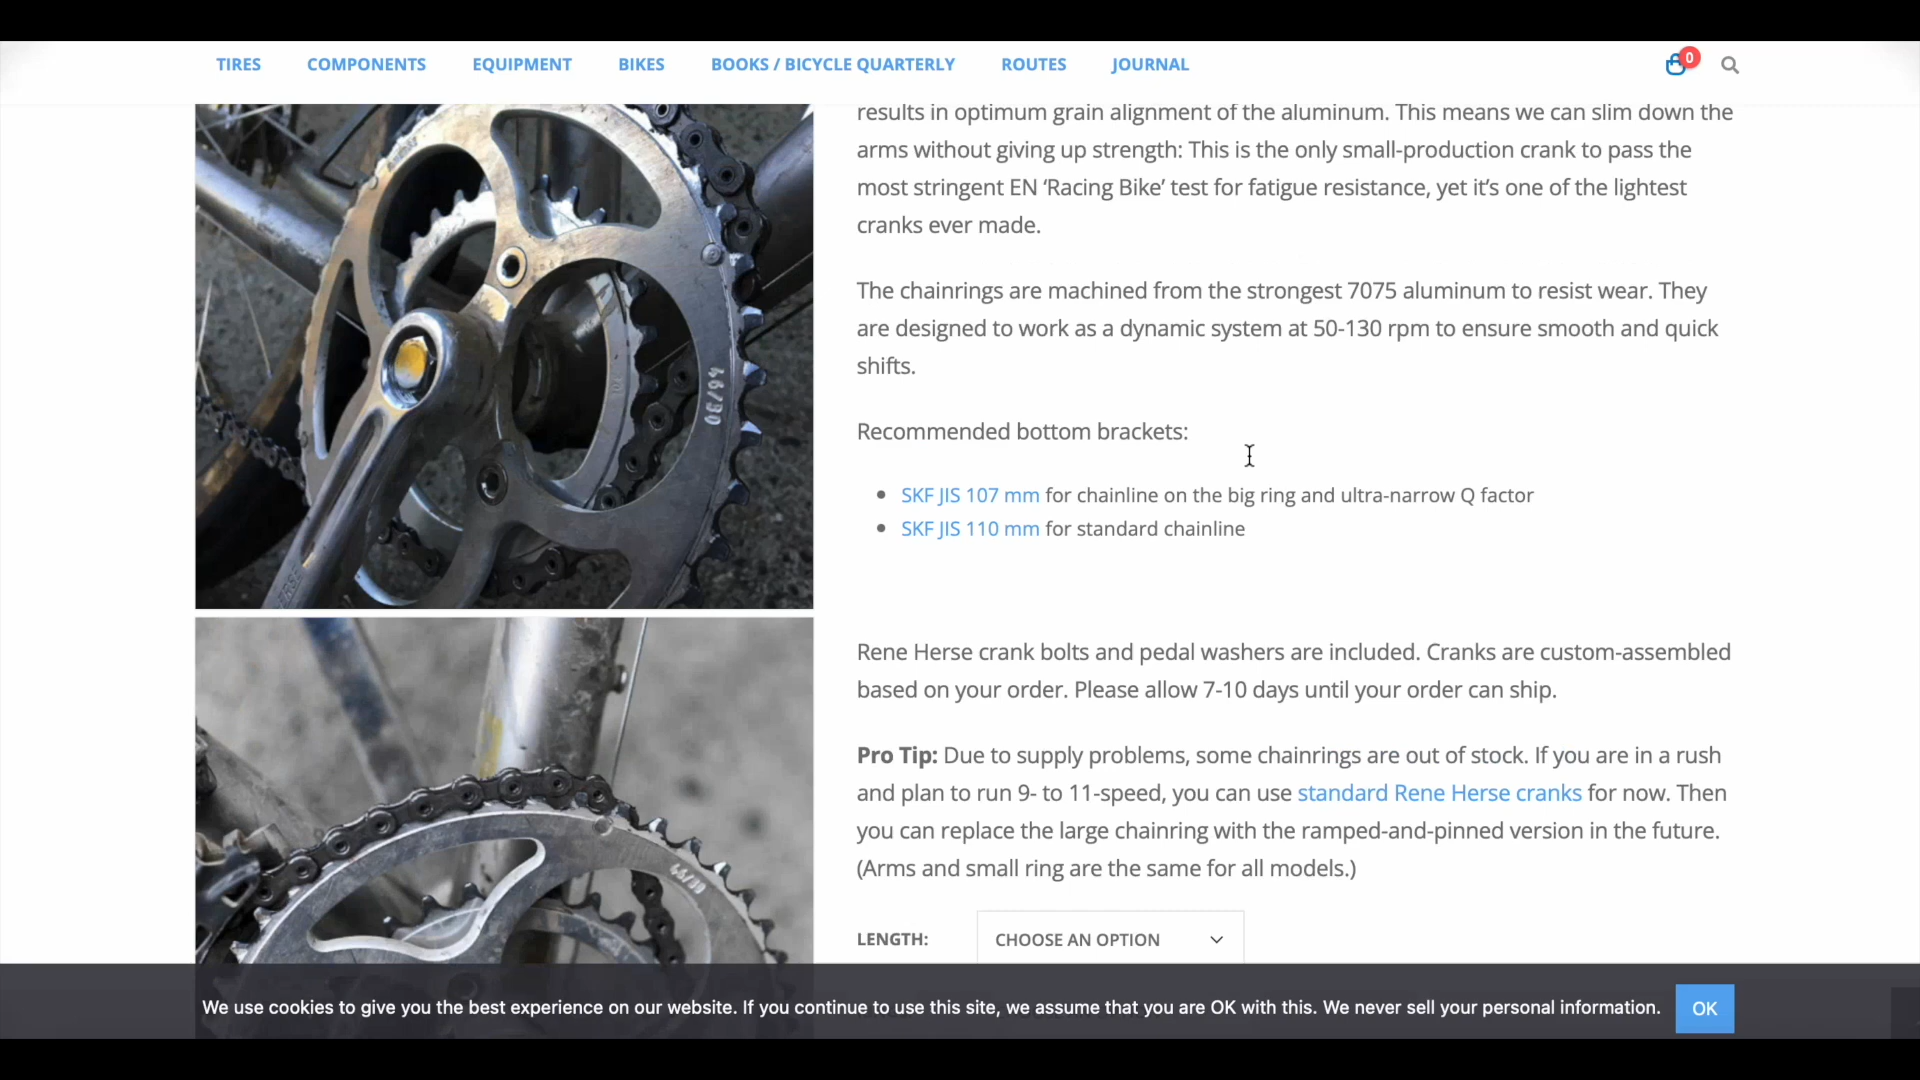 TIRES COMPONENTS EQUIPMENT BIKES BOOKS / BICYCLE QUARTERLY ROUTES JOURNAL 0
results in optimum grain alignment of the aluminum. This means we can slim down the
arms without giving up strength: This is the only small-production crank to pass the
most stringent EN ‘Racing Bike’ test for fatigue resistance, yet it’s one of the lightest
cranks ever made.
The chainrings are machined from the strongest 7075 aluminum to resist wear. They
are designed to work as a dynamic system at 50-130 rpm to ensure smooth and quick
shifts.
46/30
Recommended bottom brackets:
• SKF JIS 107 mm for chainline on the big ring and ultra-narrow Q factor
• SKF JIS 110 mm for standard chainline
Rene Herse crank bolts and pedal washers are included. Cranks are custom-assembled
based on your order. Please allow 7-10 days until your order can ship.
Pro Tip: Due to supply problems, some chainrings are out of stock. If you are in a rush
and plan to run 9- to 11-speed, you can use standard Rene Herse cranks for now. Then
you can replace the large chainring with the ramped-and-pinned version in the future.
(Arms and small ring are the same for all models.)
46/30
LENGTH: CHOOSE AN OPTION
We use cookies to give you the best experience on our website. If you continue to use this site, we assume that you are OK with this. We never sell your personal information. OK